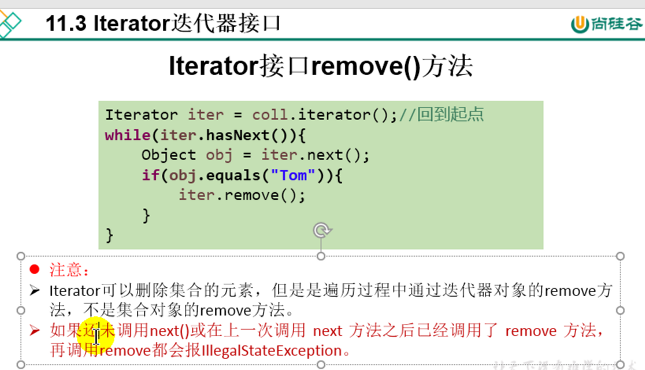 11.3 Iterator迭代器接口
尚硅谷
Iterator接口remove()方法
Iterator iter = coll.iterator();//回到起点
while(iter.hasNext()){
Object obj = iter.next();
if(obj.equals("Tom")){
iter.remove();
}
}
注意：
Iterator可以删除集合的元素，但是是遍历过程中通过迭代器对象的remove方
法，不是集合对象的remove方法。
如果还未调用next()或在上一次调用 next 方法之后已经调用了 remove 方法，
再调用remove都会报IllegalStateException。